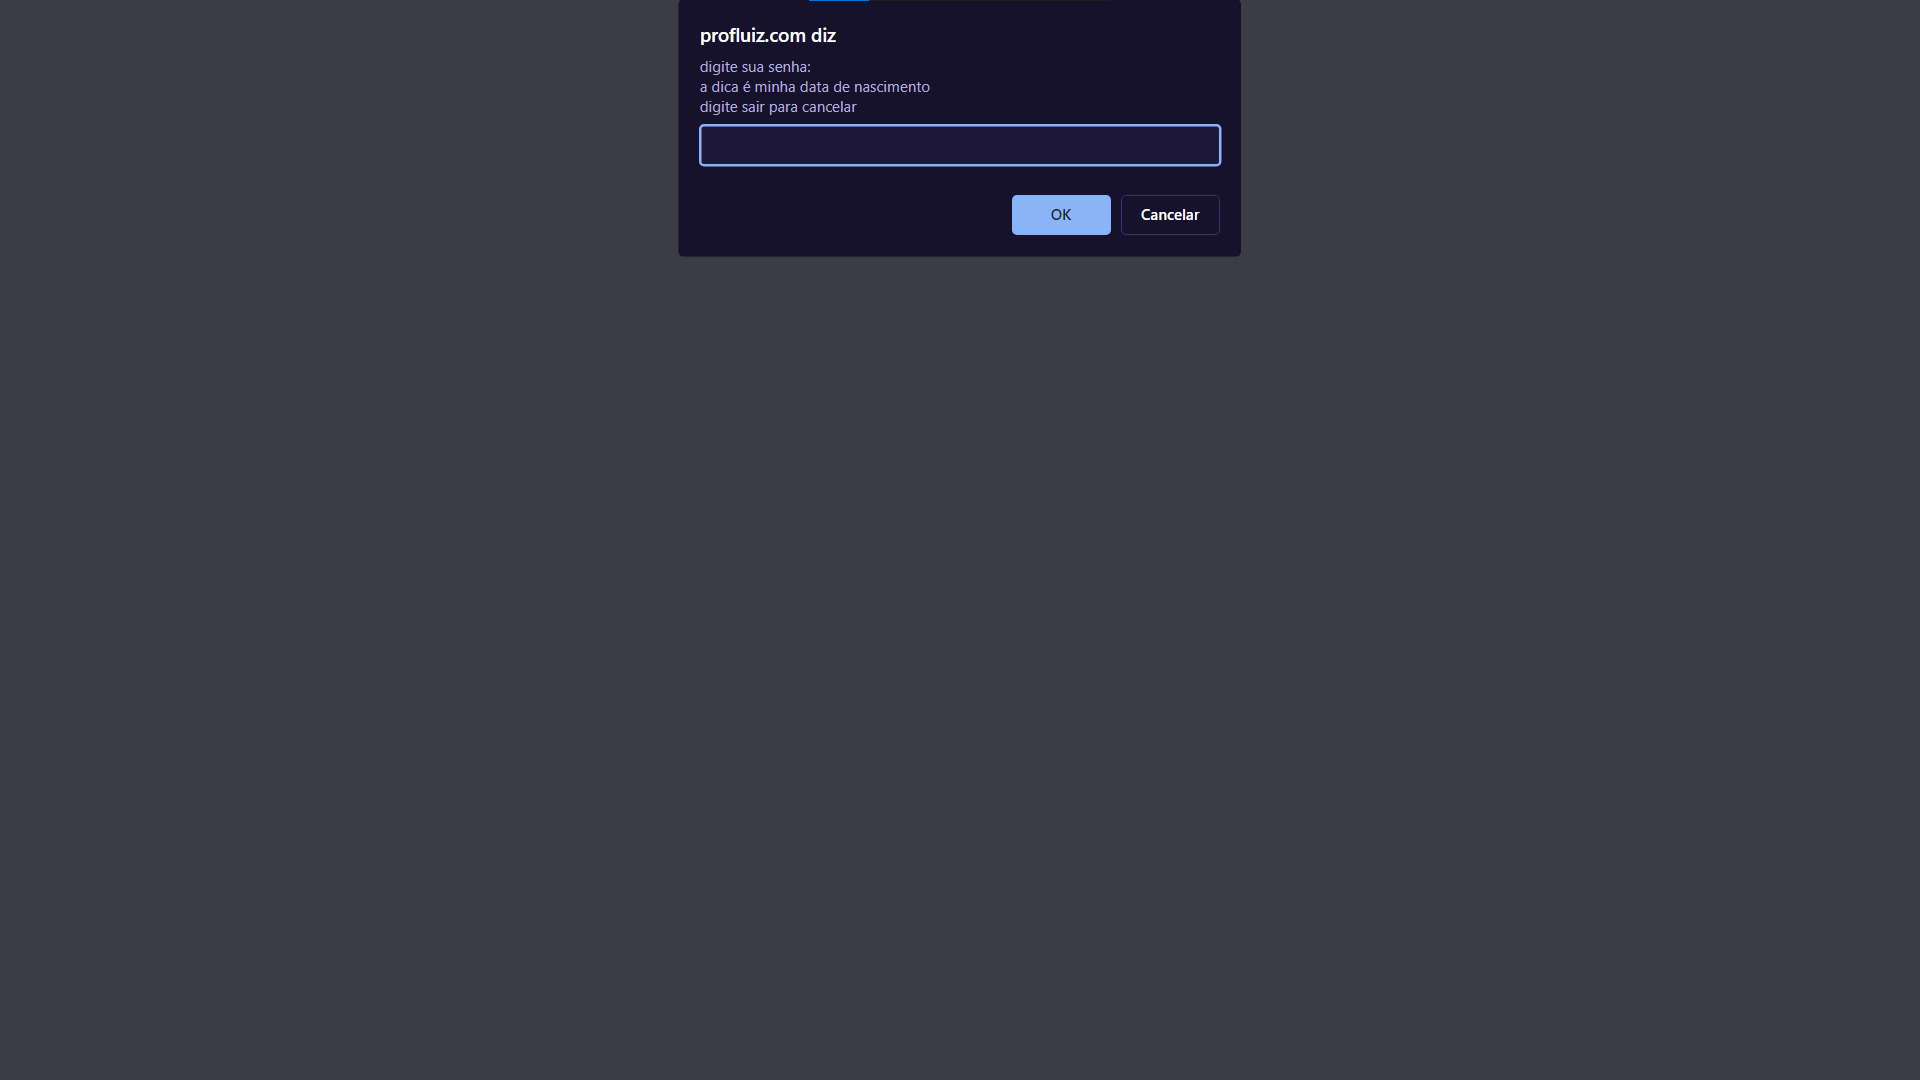 profluiz.com diz
digite sua senha:
a dica é minha data de nascimento
digite sair para cancelar
OK
Cancelar